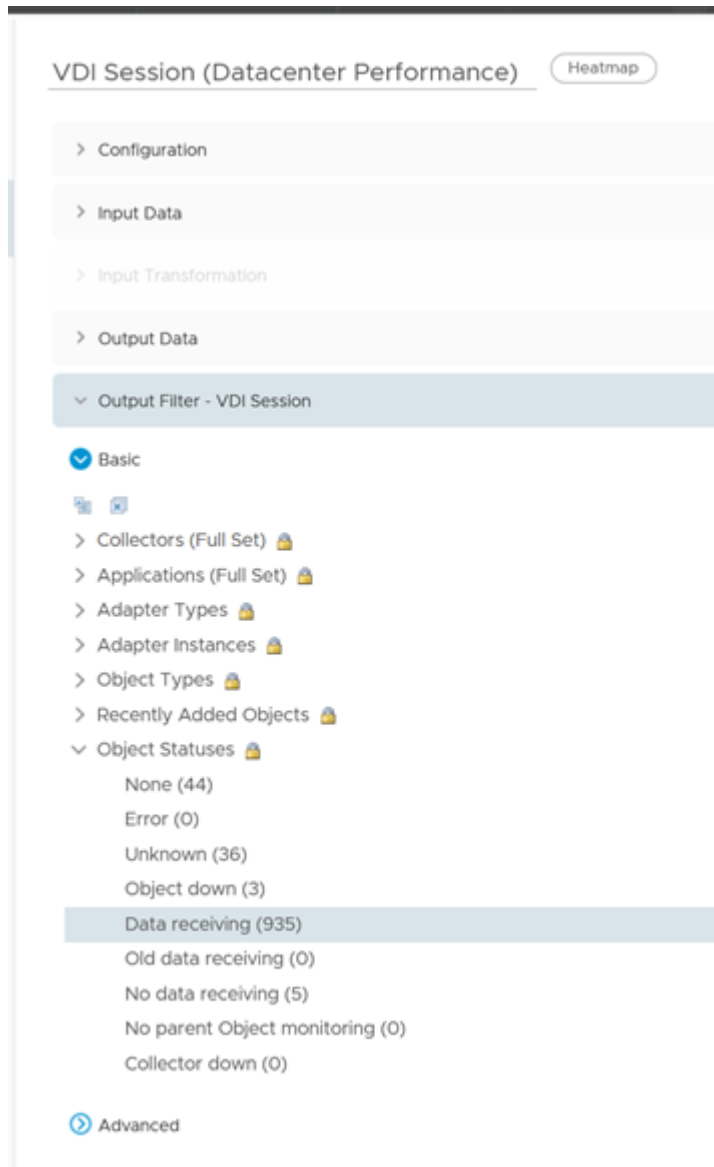 VDI Session (Datacenter Performance) Heatmap
Configuration
Input Data
Input Transformation
Output Data
Output Filter - VDI Session
Basic
Collectors (Full Set)
Applications (Full Set)
Adapter Types
Adapter Instances
Object Types
Recently Added Objects
Object Statuses
None (44)
Error (0)
Unknown (36)
Object down (3)
Data receiving (935)
Old data receiving (0)
No data receiving (5)
No parent Object monitoring (0)
Collector down (0)
Advanced